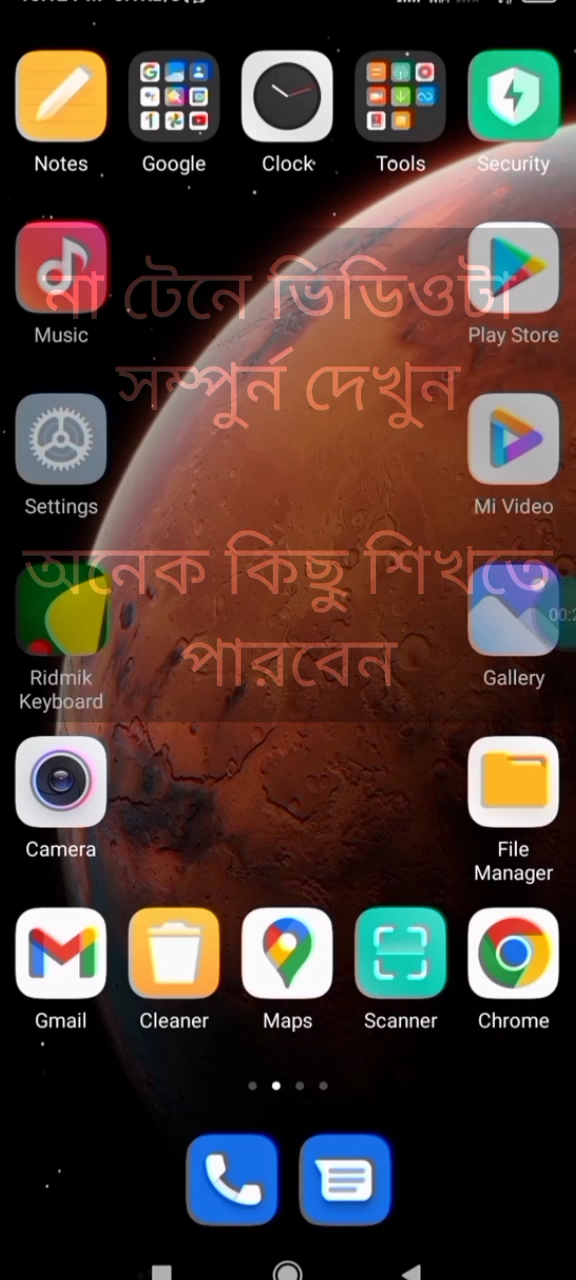 Notes Google Clock Tools Security
না টেনে ভিডিওটা
Music Play Store
সম্পুর্ন দেখুন
Settings Mi Video
অনেক কিছু শিখতে
পারবেন
Ridmik
Keyboard
Gallery
Camera
File
Manager
Gmail Cleaner Maps Scanner Chrome